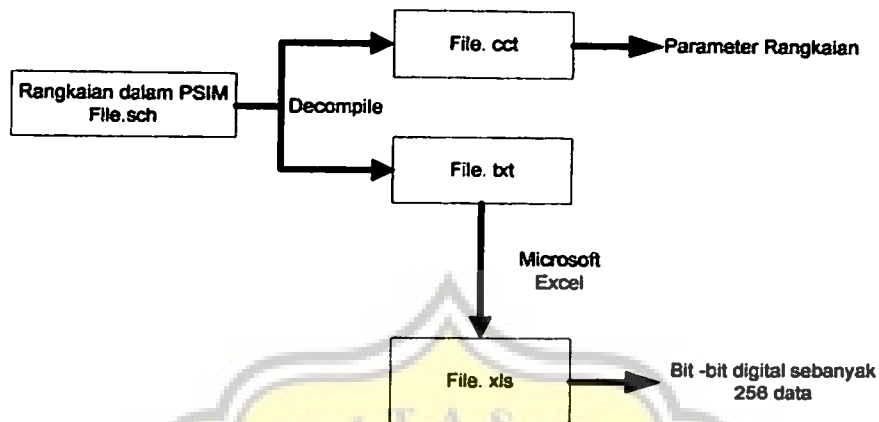 File. cct
Parameter Rangkaian
Rangkaian dalam PSIM
File.sch
Decompile
File. txt
Microsoft
Excel
File. xls
Bit -bit digital sebanyak
256 data
T A S